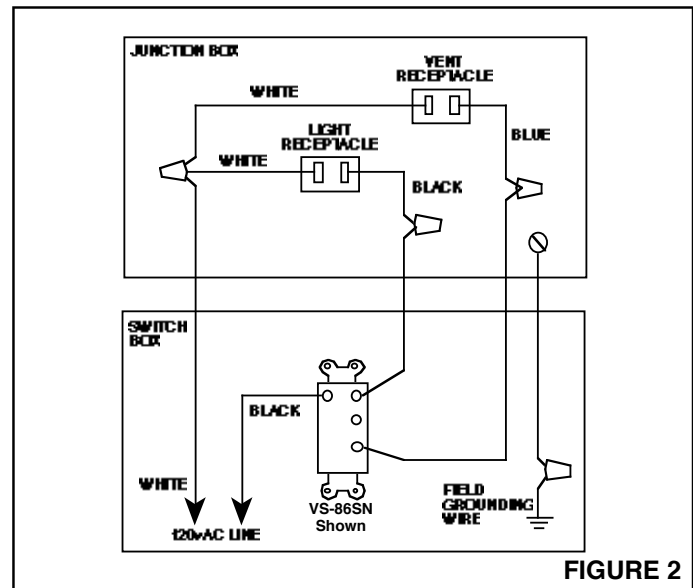 JUNCTION BOX
VENT
RECEPTACLE
WHITE
LIGHT
RECEPTACLE
BLUE
WHITE
BLACK
SWITCH
BOX
BLACK
WHITE
VS-86SN
Shown
FIELD
GROUNDING
WIRE
120vAC LINE
FIGURE 2